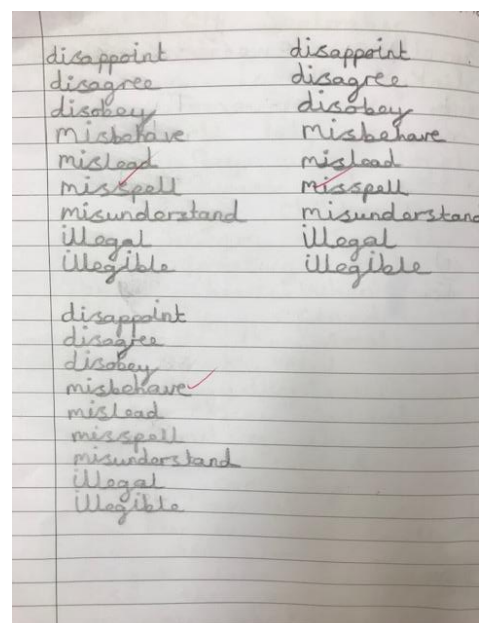 disappoint
disagree
disobey
misbehave
mislead
misspell
misunderstand
illegal
illegible
disappoint
disagree
disobey
misbehave
mislead
misspell
misunderstand
illegal
illegible
disappoint
disagree
disobey
misbehave
mislead
misspell
misunderstand
illegal
illegible